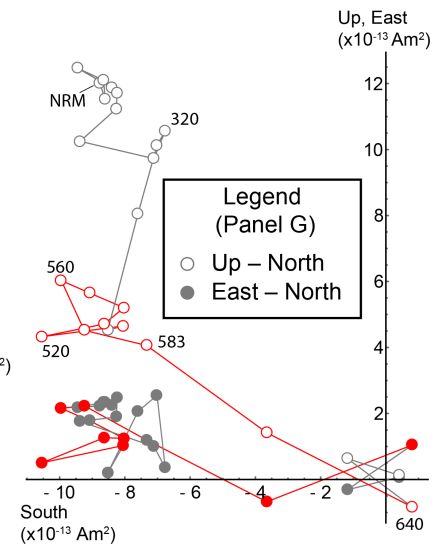 Up, East
(x10⁻¹³ Am²)
12
NRM
320
10
Legend
(Panel G)
8
Up – North
East – North
6
560
583
4
520
²)
2
- 10
- 8
- 6
- 4
- 2
South
(x10⁻¹³ Am²)
640